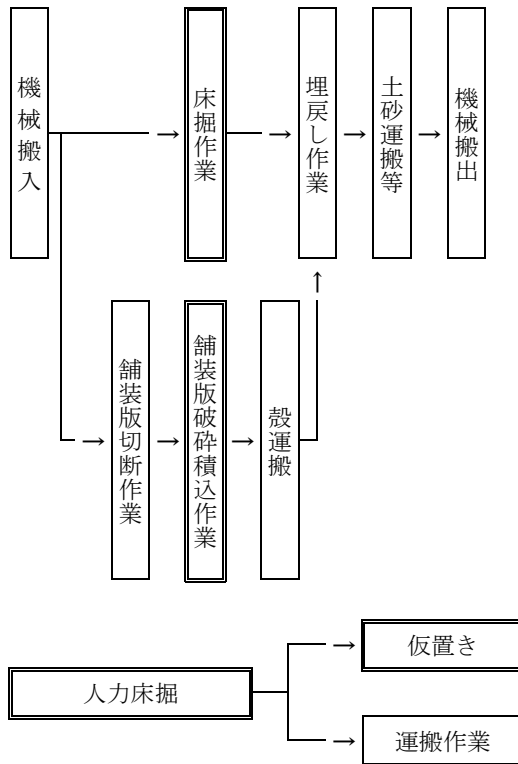 機械搬入
→
床掘作業
→
埋戻し作業
→
土砂運搬等
→
機械搬出
↑
→
舗装版切断作業
→
舗装版破砕積込作業
→
殻運搬
人力床掘
→
仮置き
→
運搬作業